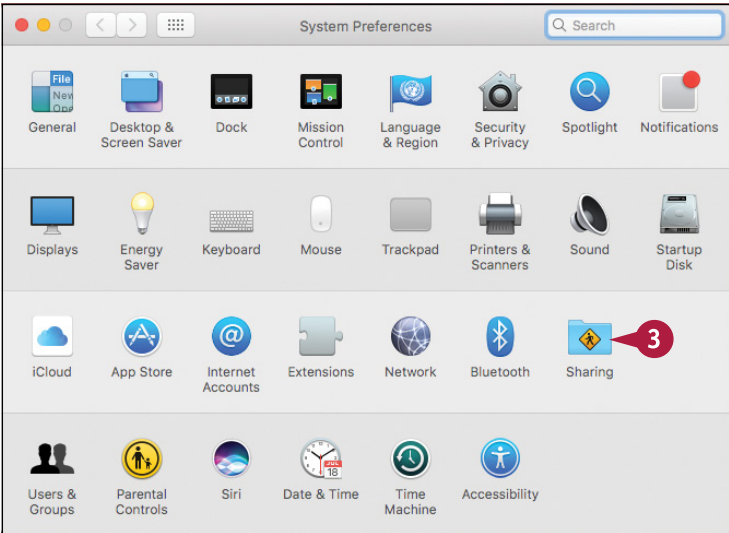 System Preferences
Search
File
New
Ope
General
Desktop &
Screen Saver
Dock
Mission
Control
Language
& Region
Security
& Privacy
Spotlight
Notifications
Displays
Energy
Saver
Keyboard
Mouse
Trackpad
Printers &
Scanners
Sound
Startup
Disk
iCloud
App Store
Internet
Accounts
Extensions
Network
Bluetooth
Sharing
3
@
JUL
18
Users &
Groups
Parental
Controls
Siri
Date & Time
Time
Machine
Accessibility